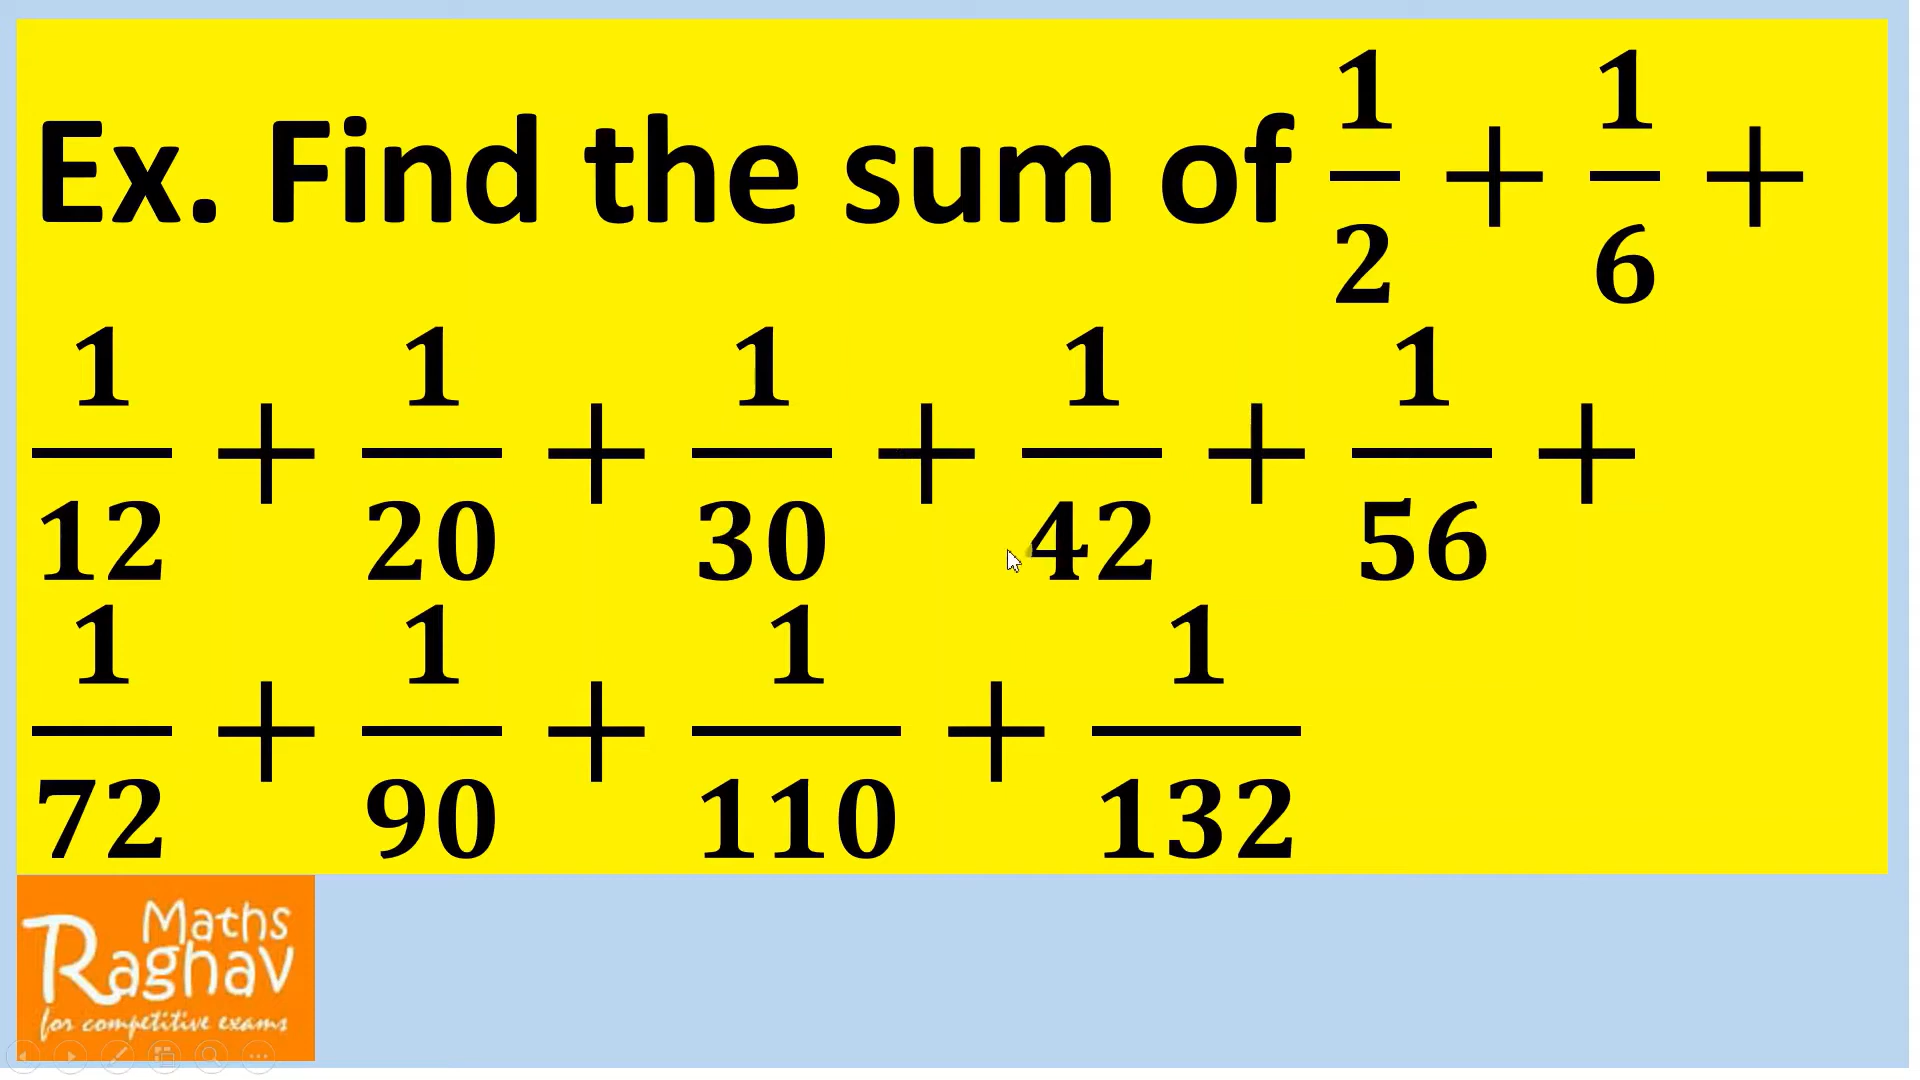 Ex. Find the sum of 1/2 + 1/6 +
1/12 + 1/20 + 1/30 + 1/42 + 1/56 +
1/72 + 1/90 + 1/110 + 1/132
Maths
Raghav
for competitive exams